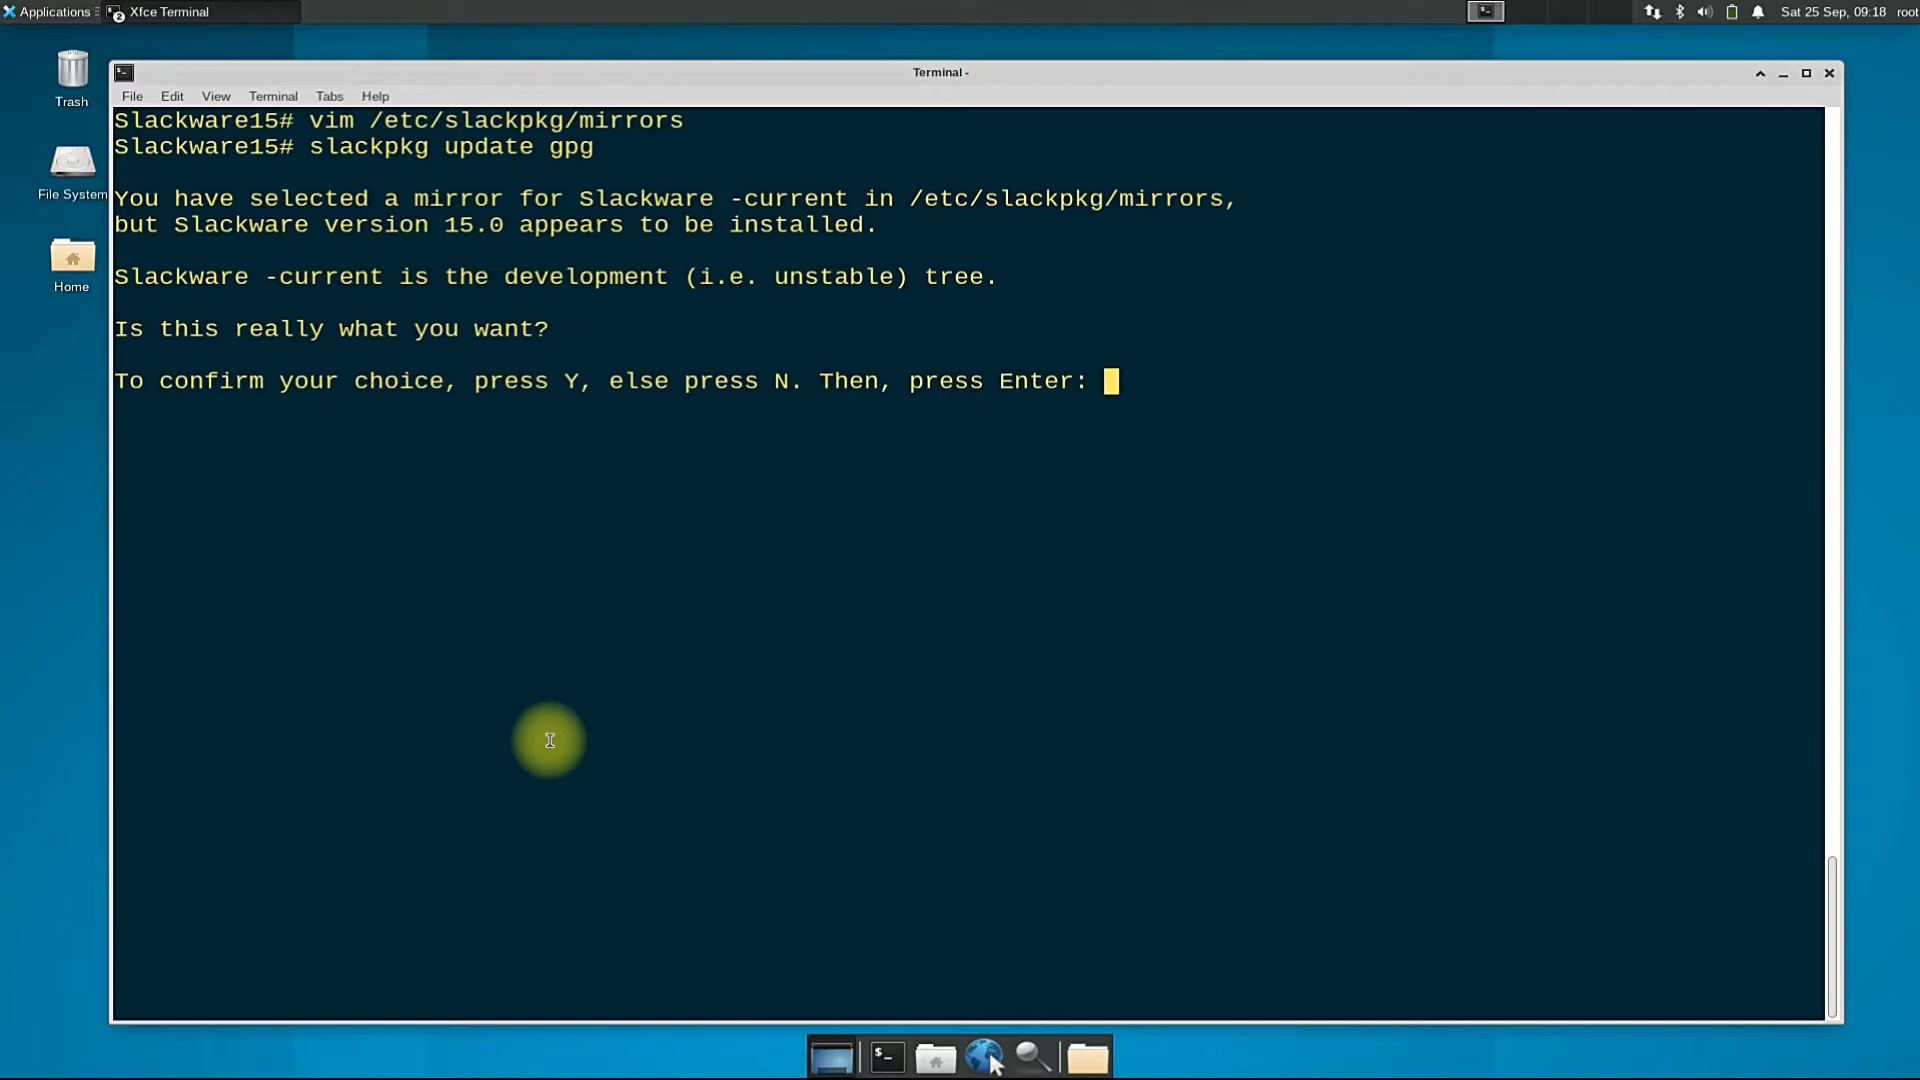 Applications
Xfce Terminal
2
Sat 25 Sep, 09:18
root
Trash
File System
Home
Terminal -
File Edit View Terminal Tabs Help
Slackware15# vim /etc/slackpkg/mirrors
Slackware15# slackpkg update gpg
You have selected a mirror for Slackware -current in /etc/slackpkg/mirrors,
but Slackware version 15.0 appears to be installed.
Slackware -current is the development (i.e. unstable) tree.
Is this really what you want?
To confirm your choice, press Y, else press N. Then, press Enter:
$_